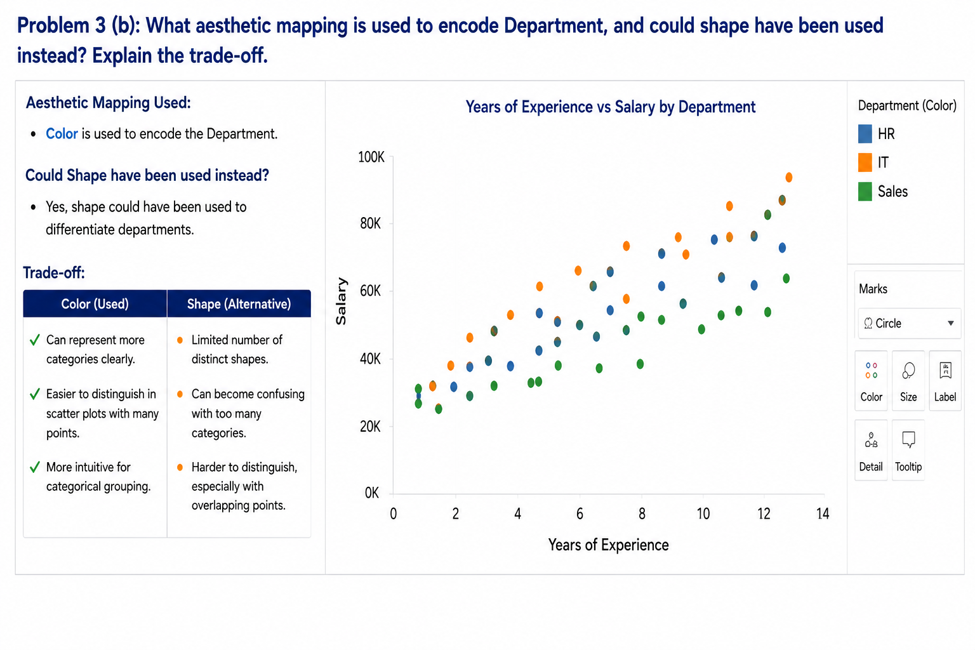 Problem 3 (b): What aesthetic mapping is used to encode Department, and could shape have been used
instead? Explain the trade-off.
Aesthetic Mapping Used:
• Color is used to encode the Department.
Could Shape have been used instead?
• Yes, shape could have been used to
differentiate departments.
Trade-off:
Color (Used)
Shape (Alternative)
✓ Can represent more
categories clearly.
• Limited number of
distinct shapes.
✓ Easier to distinguish in
scatter plots with many
points.
• Can become confusing
with too many
categories.
✓ More intuitive for
categorical grouping.
• Harder to distinguish,
especially with
overlapping points.
Years of Experience vs Salary by Department
Salary
100K
80K
60K
40K
20K
0K
0 2 4 6 8 10 12 14
Years of Experience
Department (Color)
HR
IT
Sales
Marks
Circle
Color Size Label
Detail Tooltip